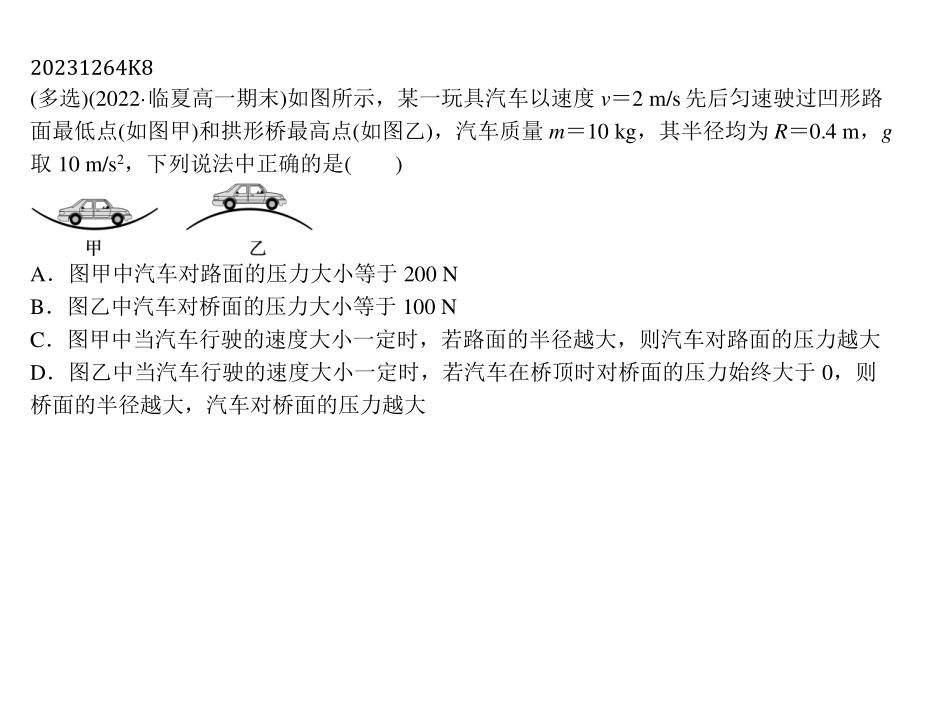 20231264K8
(多选)(2022·临夏高一期末)如图所示，某一玩具汽车以速度 v＝2 m/s 先后匀速驶过凹形路
面最低点(如图甲)和拱形桥最高点(如图乙)，汽车质量 m＝10 kg，其半径均为 R＝0.4 m，g
取 10 m/s²，下列说法中正确的是(　　)
甲 乙
A．图甲中汽车对路面的压力大小等于 200 N
B．图乙中汽车对桥面的压力大小等于 100 N
C．图甲中当汽车行驶的速度大小一定时，若路面的半径越大，则汽车对路面的压力越大
D．图乙中当汽车行驶的速度大小一定时，若汽车在桥顶时对桥面的压力始终大于 0，则
桥面的半径越大，汽车对桥面的压力越大